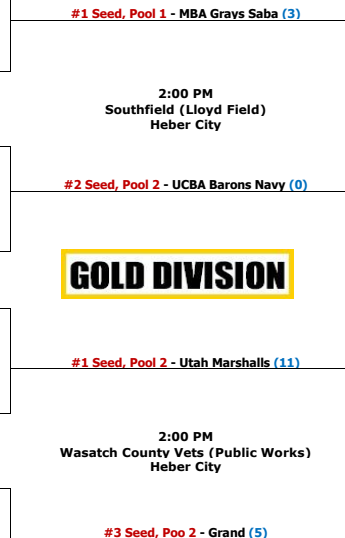 #1 Seed, Pool 1 - MBA Grays Saba (3)
2:00 PM
Southfield (Lloyd Field)
Heber City
#2 Seed, Pool 2 - UCBA Barons Navy (0)
GOLD DIVISION
#1 Seed, Pool 2 - Utah Marshalls (11)
2:00 PM
Wasatch County Vets (Public Works)
Heber City
#3 Seed, Poo 2 - Grand (5)